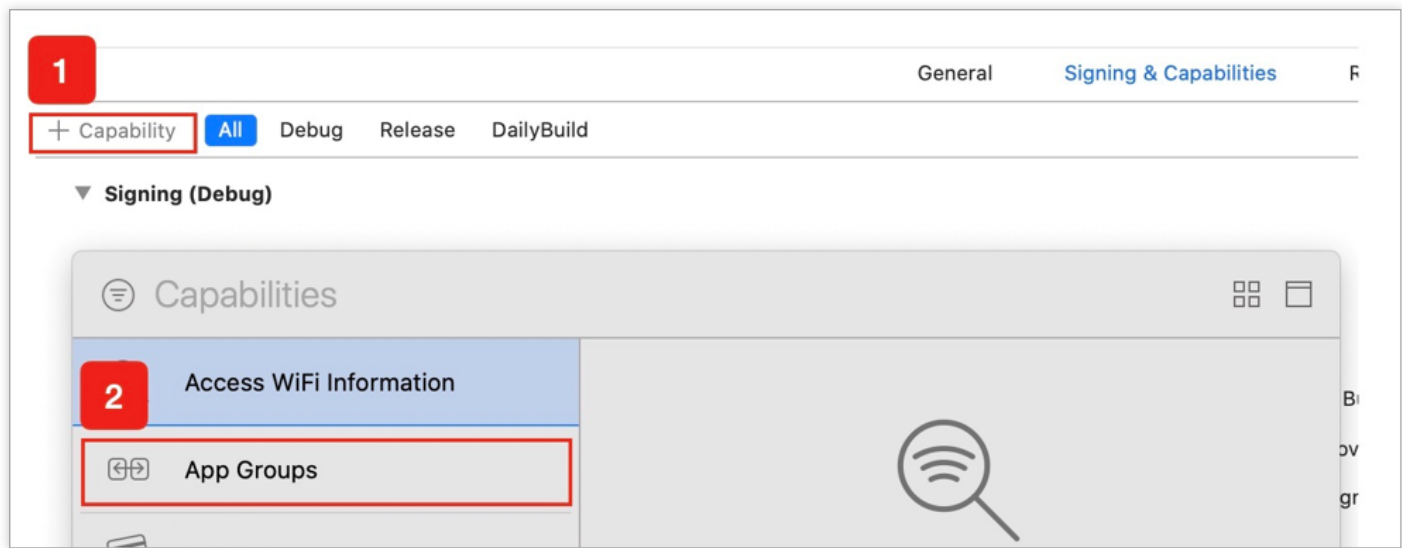 1
General Signing & Capabilities R
+ Capability All Debug Release DailyBuild
Signing (Debug)
Capabilities
Access WiFi Information
2
App Groups